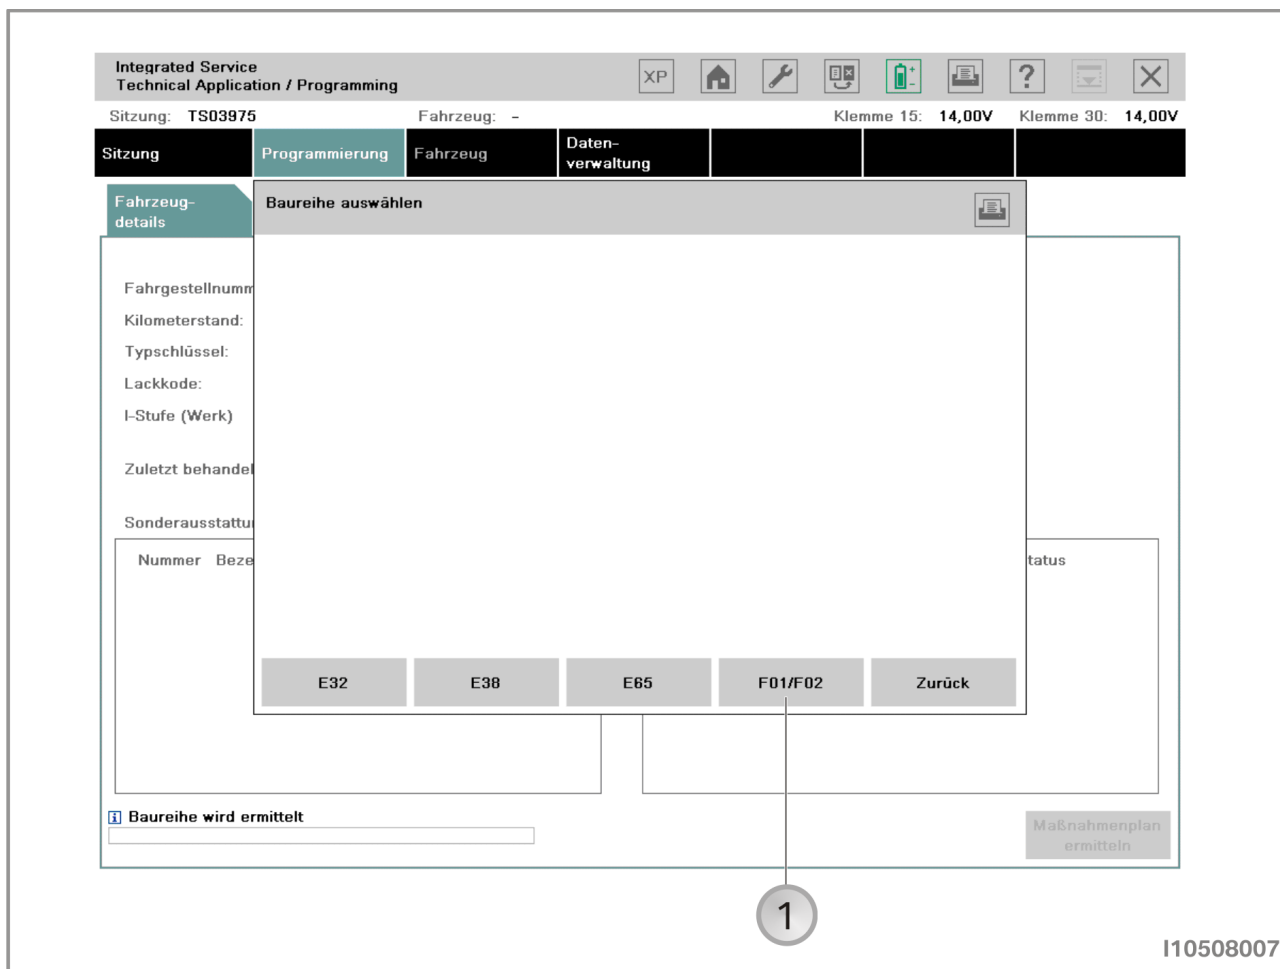 Integrated Service
Technical Application / Programming
XP
?
Sitzung: TS03975 Fahrzeug: - Klemme 15: 14,00V Klemme 30: 14,00V
Sitzung Programmierung Fahrzeug Daten-
verwaltung
Fahrzeug-
details
Baureihe auswählen
Fahrgestellnumm
Kilometerstand:
Typschlüssel:
Lackkode:
I-Stufe (Werk)
Zuletzt behandel
Sonderausstattu
Nummer Beze tatus
E32 E38 E65 F01/F02 Zurück
i Baureihe wird ermittelt
Maßnahmenplan
ermitteln
1
I10508007